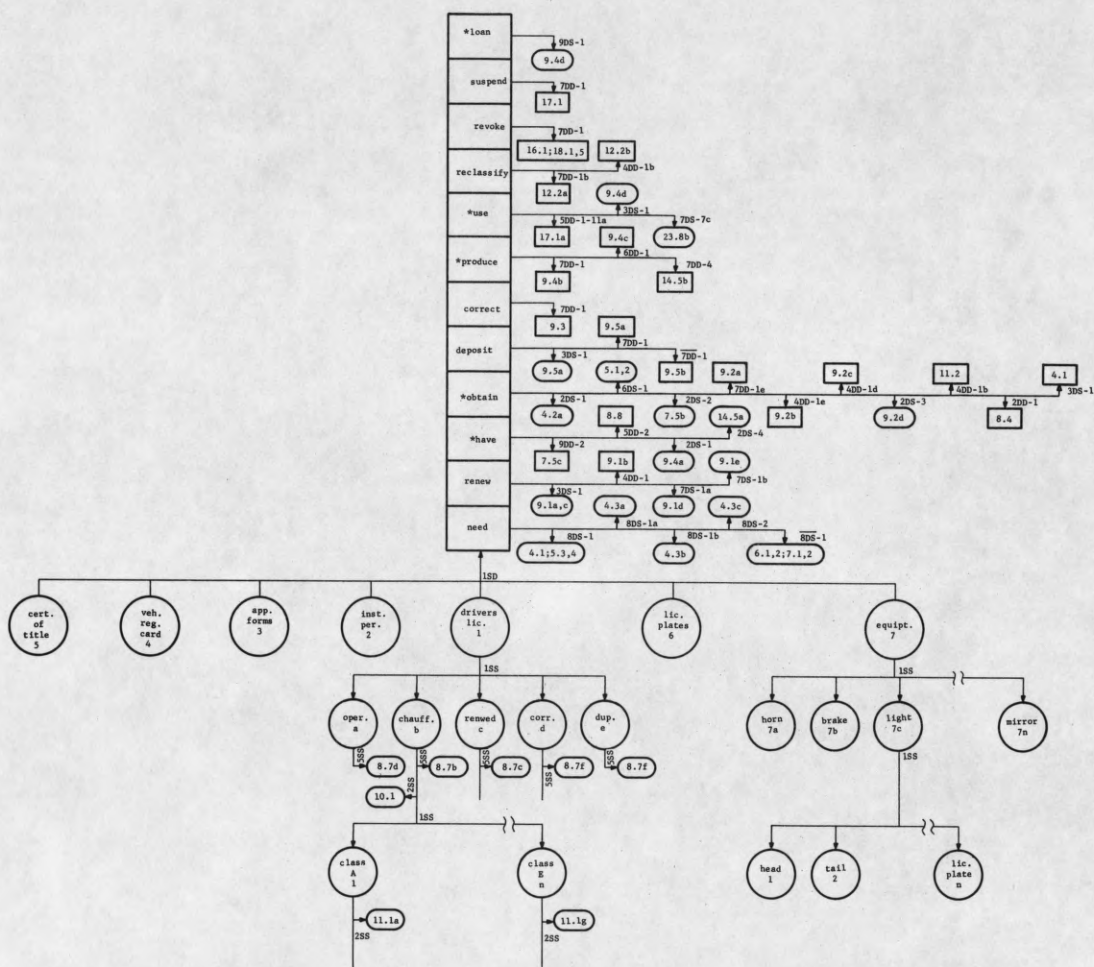 *loan
9DS-1
9.4d
suspend
7DD-1
17.1
revoke
7DD-1
16.1;18.1,5
12.2b
reclassify
4DD-1b
7DD-1b
12.2a
9.4d
*use
3DS-1
5DD-1-11a
7DS-7c
17.1a
9.4c
23.8b
*produce
6DD-1
7DD-1
7DD-4
9.4b
14.5b
correct
7DD-1
9.3
9.5a
deposit
7DD-1
3DS-1
7DD-1
9.5a
5.1,2
9.5b
9.2a
9.2c
11.2
4.1
*obtain
6DS-1
7DD-1e
4DD-1d
4DD-1b
3DS-1
2DS-1
2DS-2
4DD-1e
2DS-3
2DD-1
4.2a
8.8
7.5b
14.5a
9.2b
9.2d
8.4
*have
5DD-2
2DS-4
9DD-2
2DS-1
7.5c
9.1b
9.4a
9.1e
renew
4DD-1
7DS-1b
3DS-1
7DS-1a
9.1a,c
4.3a
9.1d
4.3c
need
8DS-1a
8DS-2
8DS-1
8DS-1b
8DS-1
4.1;5.3,4
4.3b
6.1,2;7.1,2
1SD
cert.
of
title
5
veh.
reg.
card
4
app.
forms
3
inst.
per.
2
drivers
lic.
1
lic.
plates
6
equipt.
7
1SS
1SS
oper.
a
chauff.
b
renwed
c
corr.
d
dup.
e
horn
7a
brake
7b
light
7c
mirror
7n
5SS
8.7d
5SS
8.7b
5SS
8.7c
5SS
8.7f
5SS
8.7f
1SS
10.1
2SS
1SS
class
A
1
class
E
n
head
1
tail
2
lic.
plate
n
11.1a
11.1g
2SS
2SS